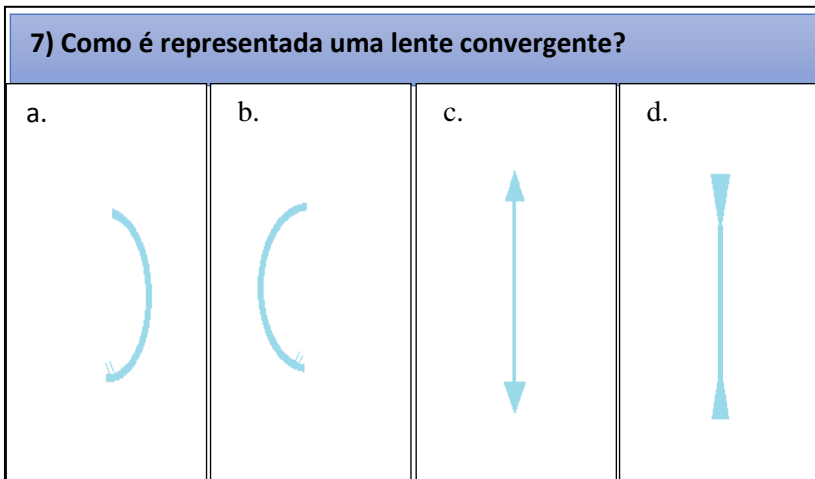 7) Como é representada uma lente convergente?
a.
b.
c.
d.